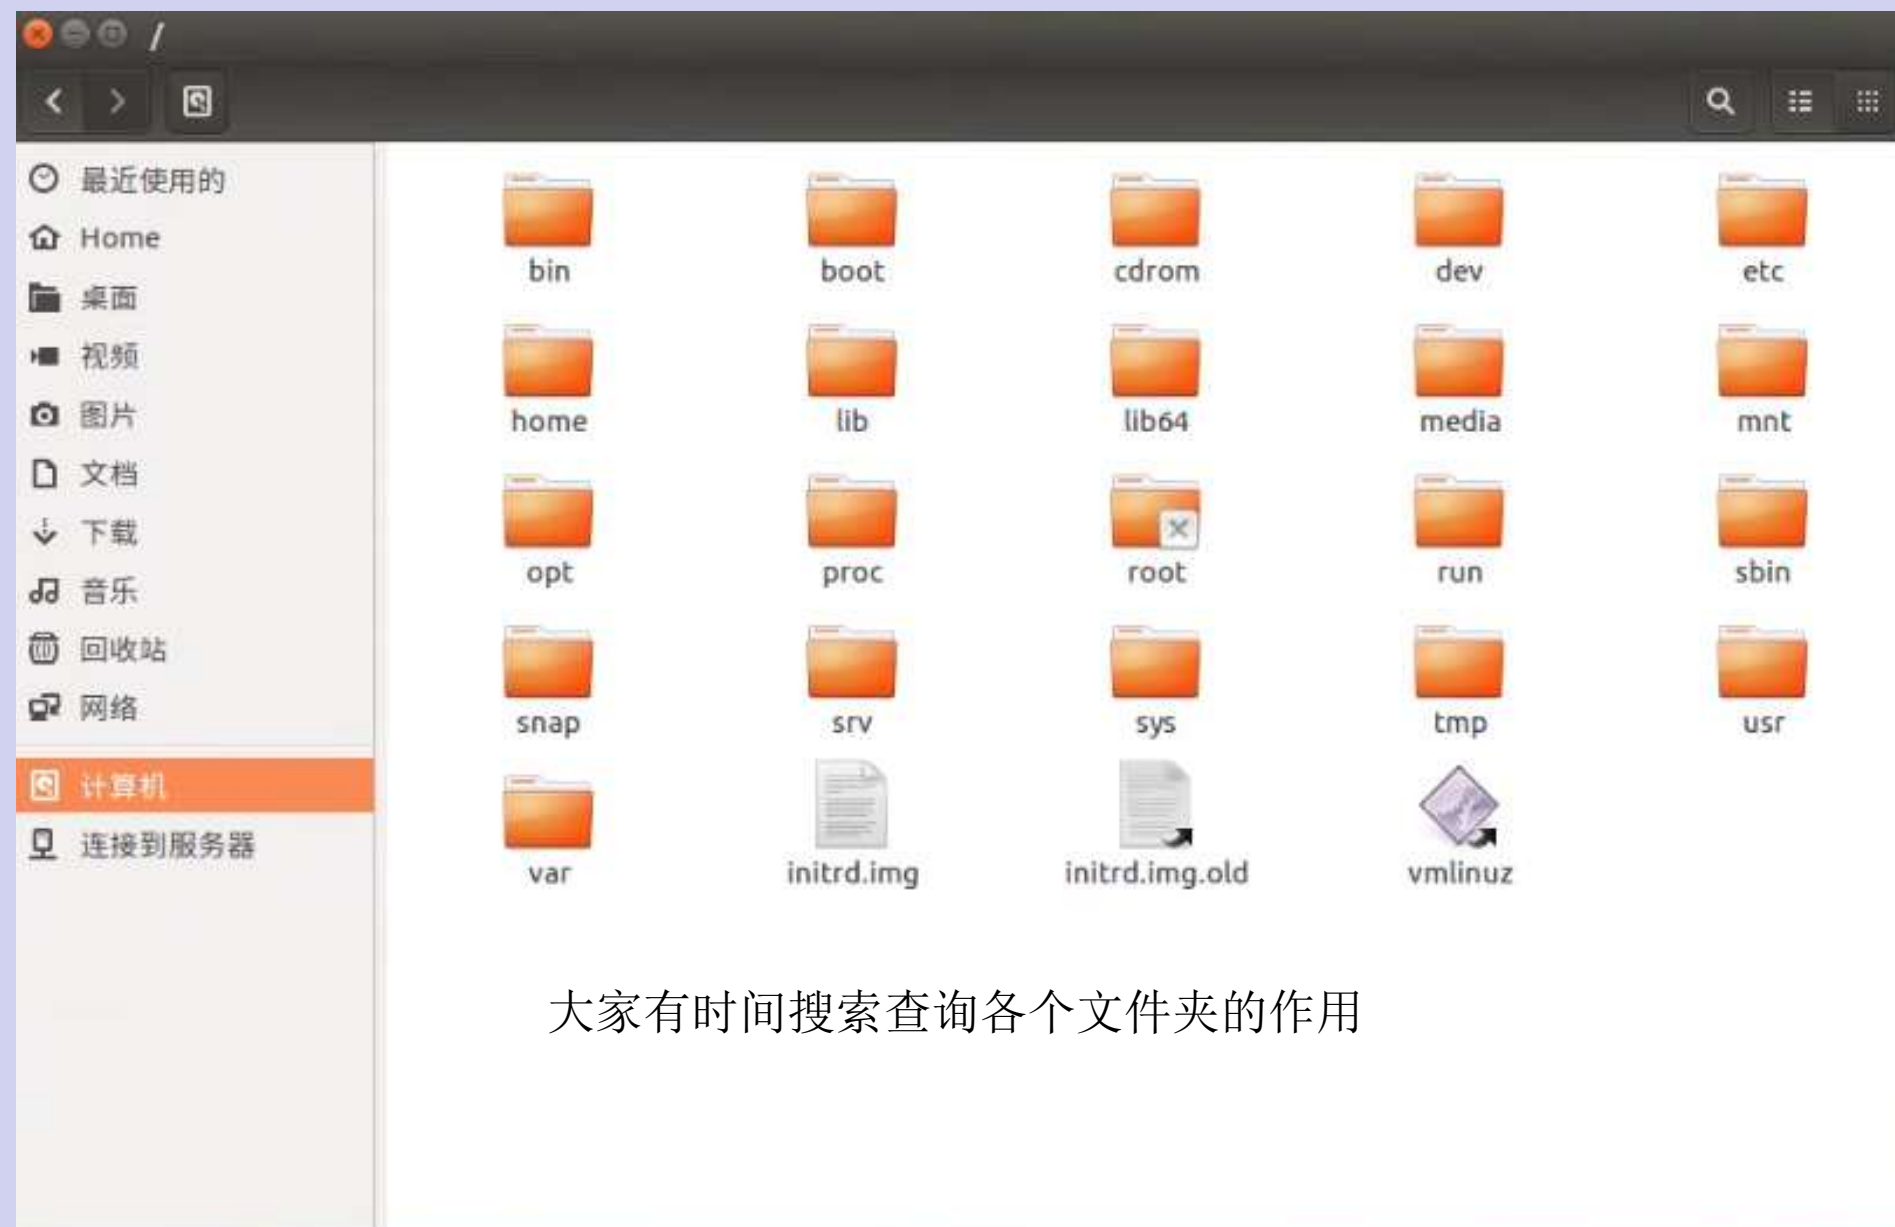 /
最近使用的
Home
桌面
视频
图片
文档
下载
音乐
回收站
网络
计算机
连接到服务器
bin boot cdrom dev etc
home lib lib64 media mnt
opt proc root run sbin
snap srv sys tmp usr
var initrd.img initrd.img.old vmlinuz
大家有时间搜索查询各个文件夹的作用